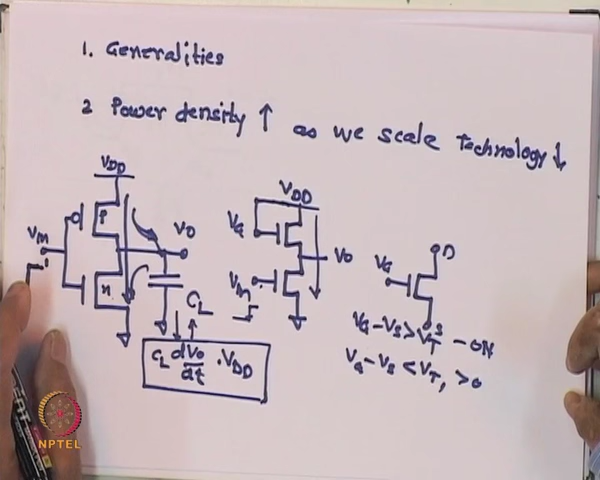 1. Generalities
2 Power density ↑ as we scale Technology ↓
VDD
VDD
VIN
P
VO
n
CL
VG
VO
VIN
VG
D
S
VG-VS>VT - ON
VG-VS<VT, >0
CL dVO/dt . VDD
NPTEL